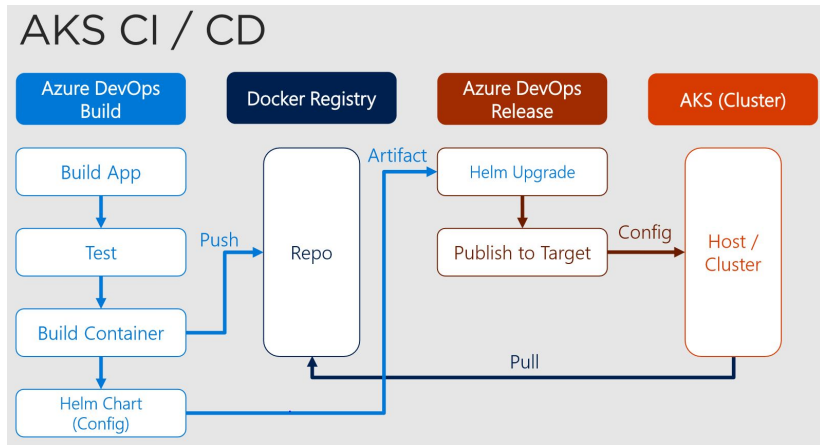 AKS CI / CD
Azure DevOps
Build
Docker Registry
Azure DevOps
Release
AKS (Cluster)
Build App
Test
Build Container
Helm Chart
(Config)
Push
Repo
Artifact
Helm Upgrade
Publish to Target
Config
Host /
Cluster
Pull